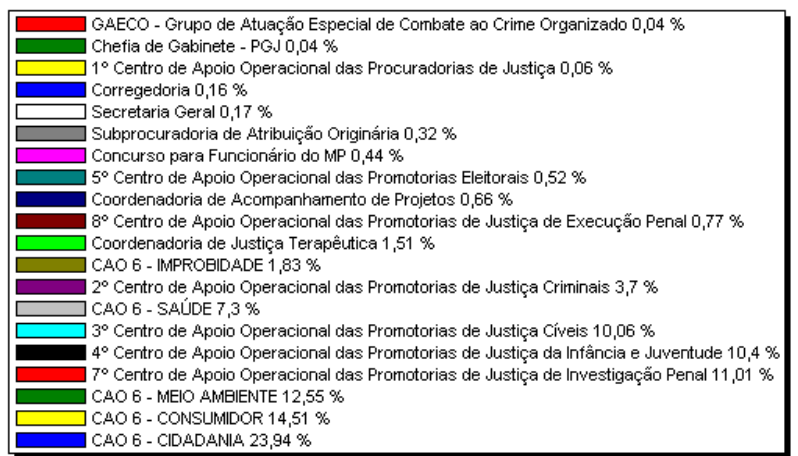 GAECO - Grupo de Atuação Especial de Combate ao Crime Organizado 0,04 %
Chefia de Gabinete - PGJ 0,04 %
1º Centro de Apoio Operacional das Procuradorias de Justiça 0,06 %
Corregedoria 0,16 %
Secretaria Geral 0,17 %
Subprocuradoria de Atribuição Originária 0,32 %
Concurso para Funcionário do MP 0,44 %
5º Centro de Apoio Operacional das Promotorias Eleitorais 0,52 %
Coordenadoria de Acompanhamento de Projetos 0,66 %
8º Centro de Apoio Operacional das Promotorias de Justiça de Execução Penal 0,77 %
Coordenadoria de Justiça Terapêutica 1,51 %
CAO 6 - IMPROBIDADE 1,83 %
2º Centro de Apoio Operacional das Promotorias de Justiça Criminais 3,7 %
CAO 6 - SAÚDE 7,3 %
3º Centro de Apoio Operacional das Promotorias de Justiça Cíveis 10,06 %
4º Centro de Apoio Operacional das Promotorias de Justiça da Infância e Juventude 10,4 %
7º Centro de Apoio Operacional das Promotorias de Justiça de Investigação Penal 11,01 %
CAO 6 - MEIO AMBIENTE 12,55 %
CAO 6 - CONSUMIDOR 14,51 %
CAO 6 - CIDADANIA 23,94 %